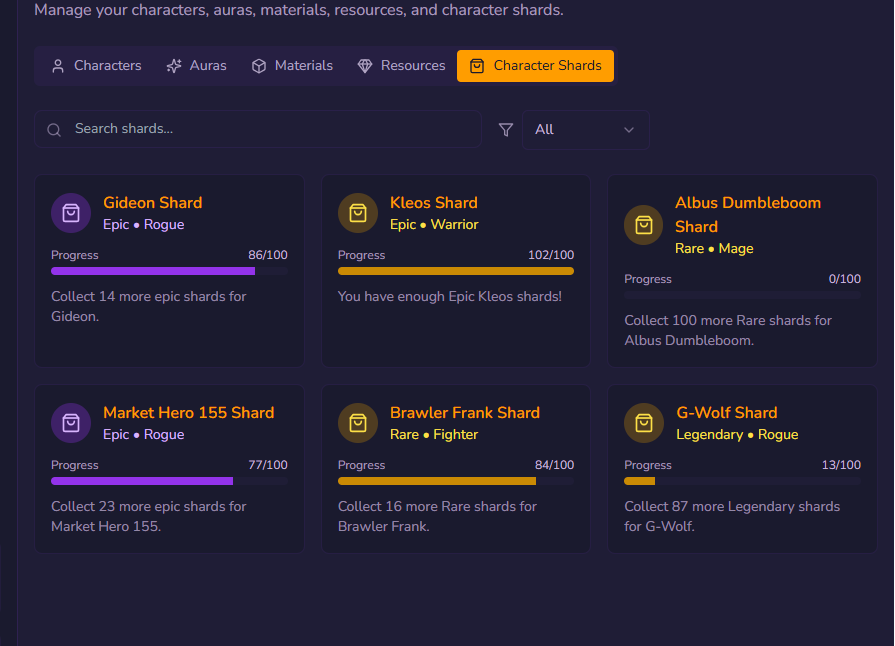 Manage your characters, auras, materials, resources, and character shards.
Characters
Auras
Materials
Resources
Character Shards
Search shards...
All
Gideon Shard
Epic • Rogue
Progress 86/100
Collect 14 more epic shards for
Gideon.
Kleos Shard
Epic • Warrior
Progress 102/100
You have enough Epic Kleos shards!
Albus Dumbleboom
Shard
Rare • Mage
Progress 0/100
Collect 100 more Rare shards for
Albus Dumbleboom.
Market Hero 155 Shard
Epic • Rogue
Progress 77/100
Collect 23 more epic shards for
Market Hero 155.
Brawler Frank Shard
Rare • Fighter
Progress 84/100
Collect 16 more Rare shards for
Brawler Frank.
G-Wolf Shard
Legendary • Rogue
Progress 13/100
Collect 87 more Legendary shards
for G-Wolf.